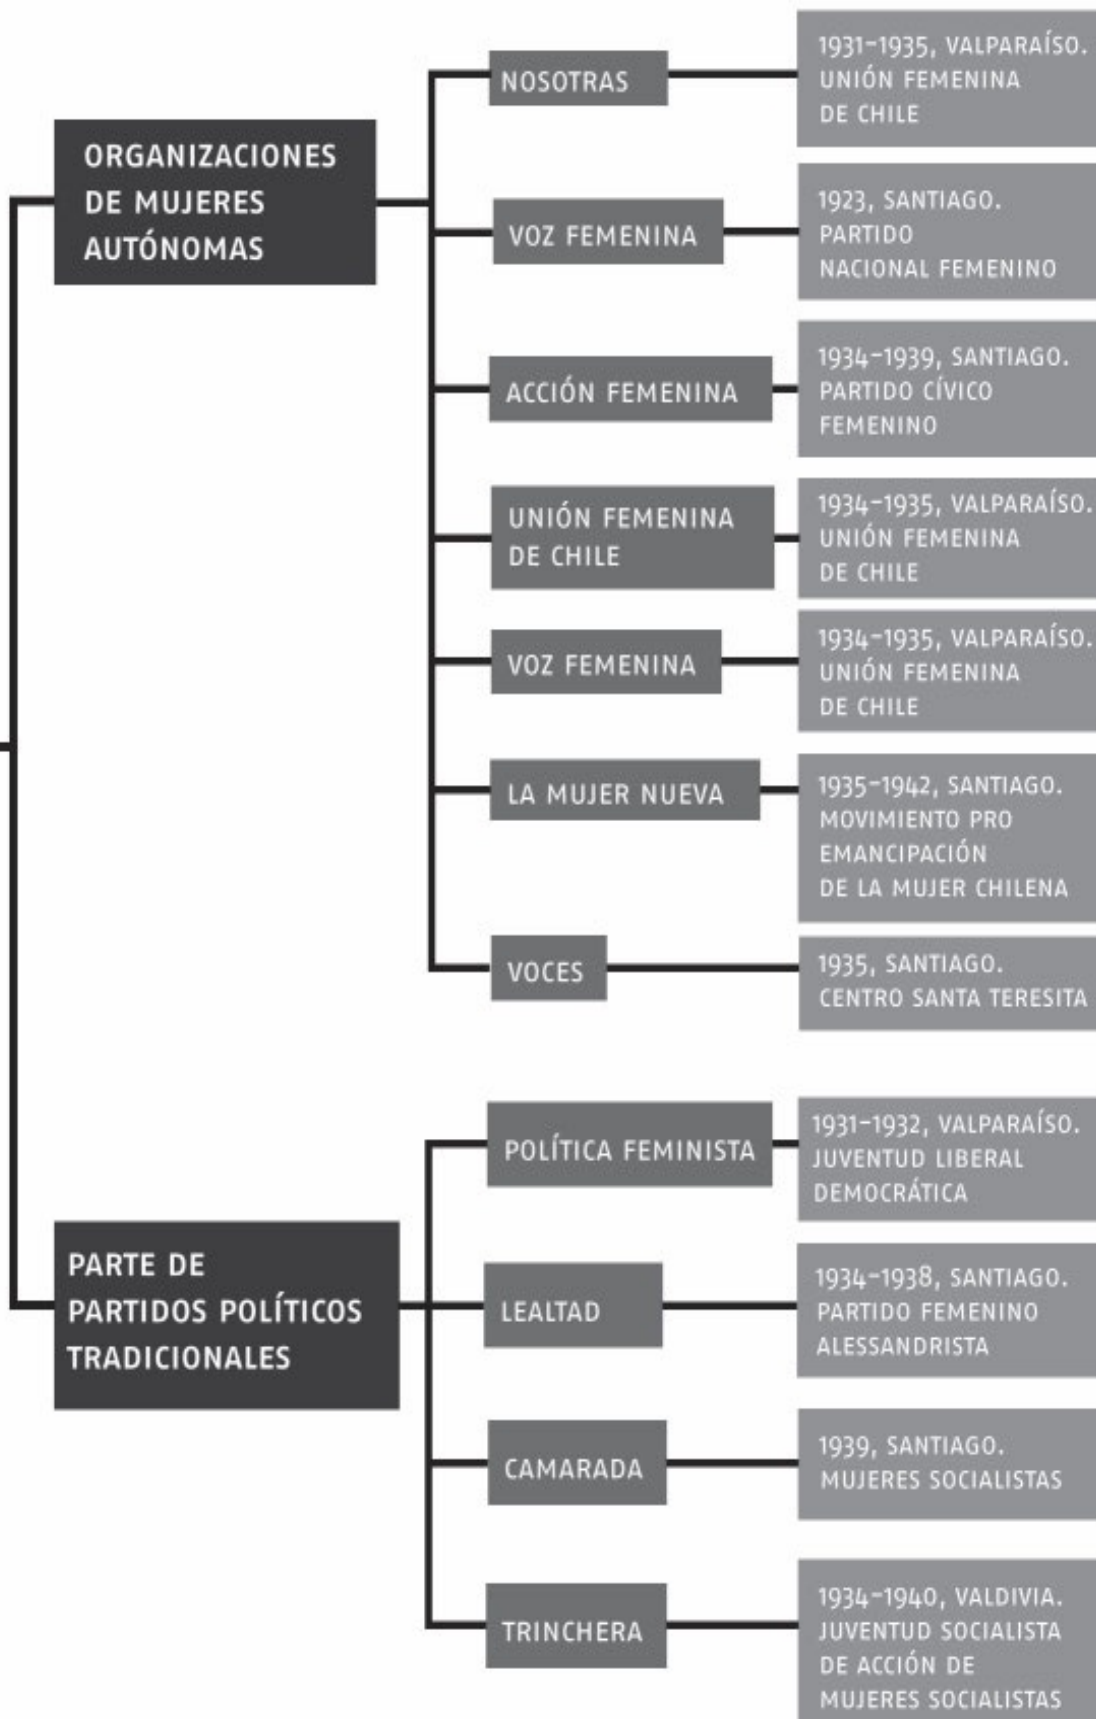 ORGANIZACIONES
DE MUJERES
AUTÓNOMAS
NOSOTRAS
1931-1935, VALPARAÍSO.
UNIÓN FEMENINA
DE CHILE
VOZ FEMENINA
1923, SANTIAGO.
PARTIDO
NACIONAL FEMENINO
ACCIÓN FEMENINA
1934-1939, SANTIAGO.
PARTIDO CÍVICO
FEMENINO
UNIÓN FEMENINA
DE CHILE
1934-1935, VALPARAÍSO.
UNIÓN FEMENINA
DE CHILE
VOZ FEMENINA
1934-1935, VALPARAÍSO.
UNIÓN FEMENINA
DE CHILE
LA MUJER NUEVA
1935-1942, SANTIAGO.
MOVIMIENTO PRO
EMANCIPACIÓN
DE LA MUJER CHILENA
VOCES
1935, SANTIAGO.
CENTRO SANTA TERESITA
PARTE DE
PARTIDOS POLÍTICOS
TRADICIONALES
POLÍTICA FEMINISTA
1931-1932, VALPARAÍSO.
JUVENTUD LIBERAL
DEMOCRÁTICA
LEALTAD
1934-1938, SANTIAGO.
PARTIDO FEMENINO
ALESSANDRISTA
CAMARADA
1939, SANTIAGO.
MUJERES SOCIALISTAS
TRINCHERA
1934-1940, VALDIVIA.
JUVENTUD SOCIALISTA
DE ACCIÓN DE
MUJERES SOCIALISTAS